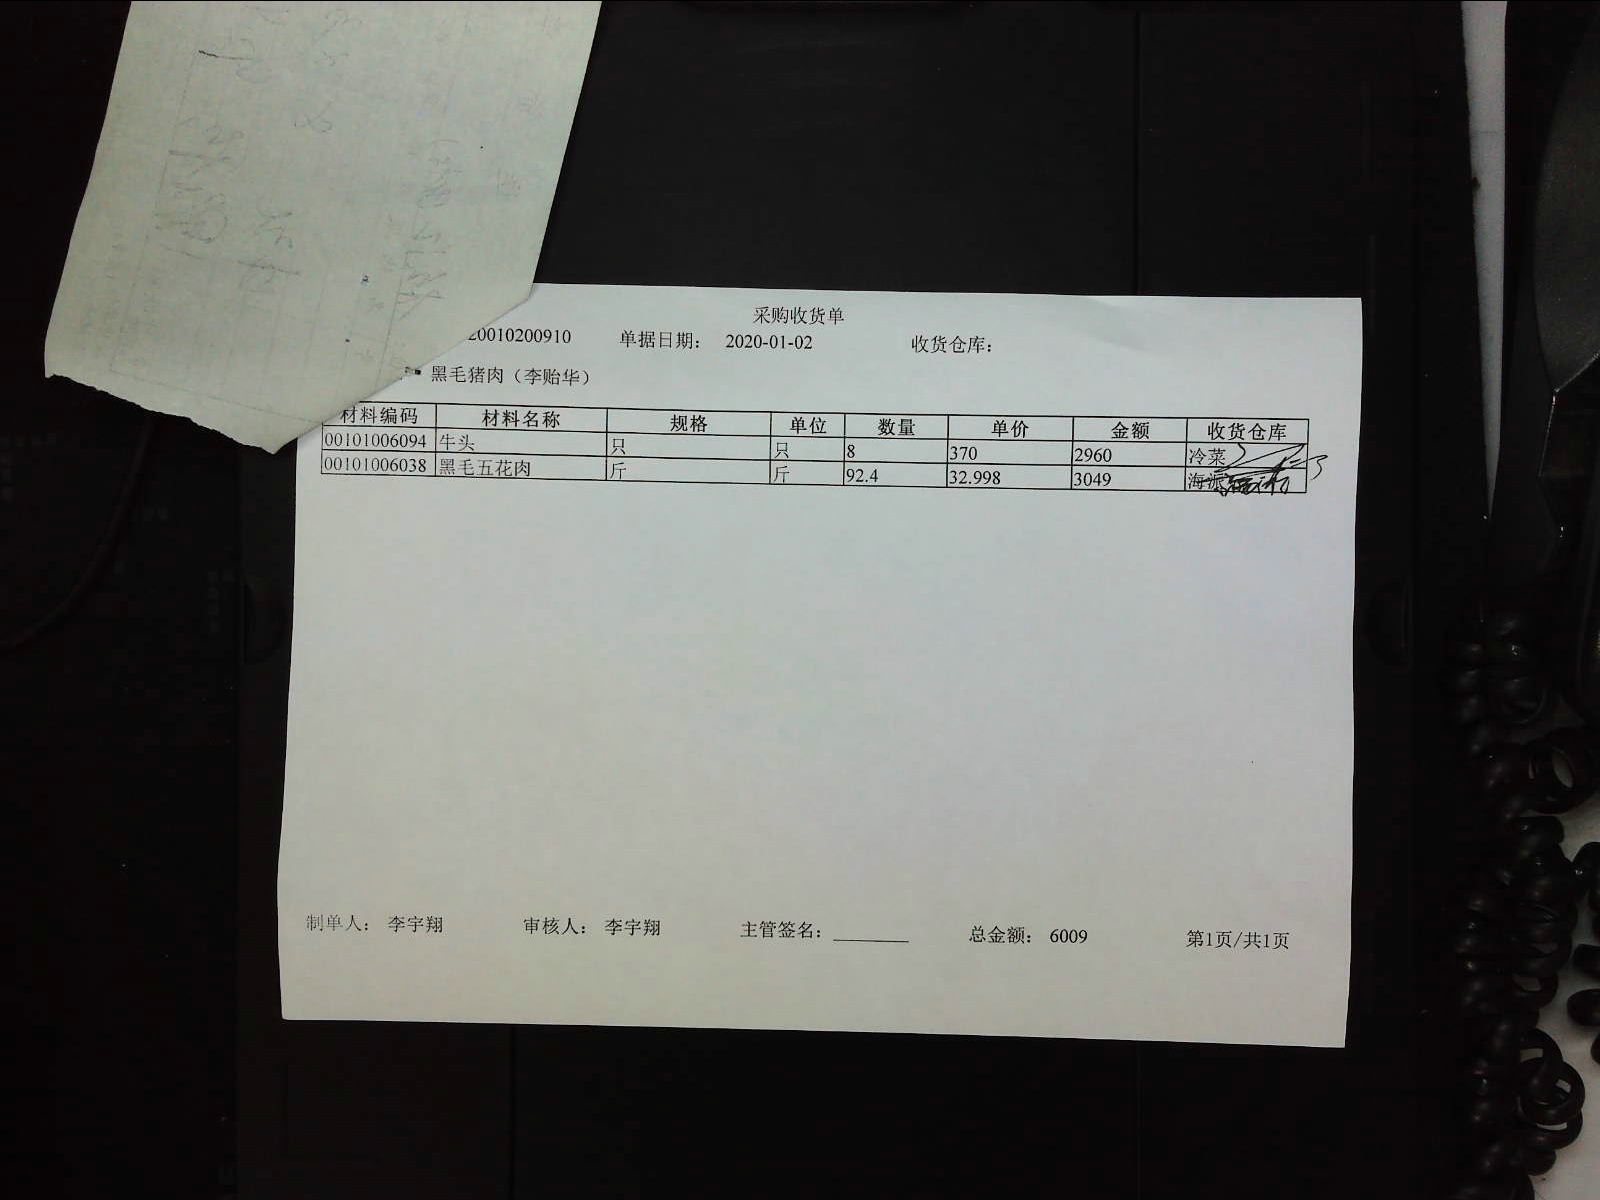 采购收货单
20010200910 单据日期: 2020-01-02 收货仓库:
黑毛猪肉（李贻华）
材料编码 材料名称 规格 单位 数量 单价 金额 收货仓库
00101006094 牛头 只 只 8 370 2960 冷菜
00101006038 黑毛五花肉 斤 斤 92.4 32.998 3049 海派
制单人: 李宇翔 审核人: 李宇翔 主管签名: 总金额: 6009 第1页/共1页